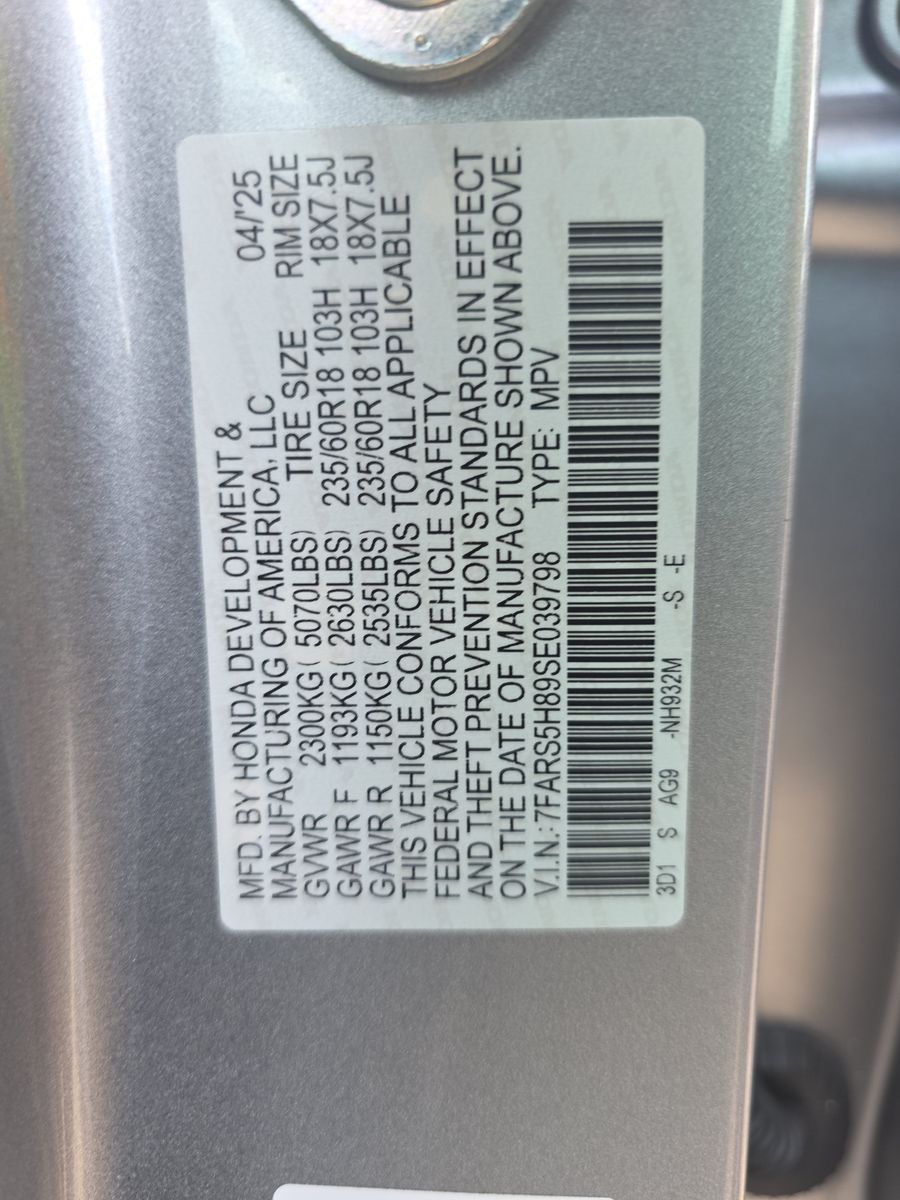 MFD. BY HONDA DEVELOPMENT & 04/'25
MANUFACTURING OF AMERICA, LLC RIM SIZE
GVWR 2300KG ( 5070LBS) TIRE SIZE
GAWR F 1193KG ( 2630LBS) 235/60R18 103H 18X7.5J
GAWR R 1150KG ( 2535LBS) 235/60R18 103H 18X7.5J
THIS VEHICLE CONFORMS TO ALL APPLICABLE
FEDERAL MOTOR VEHICLE SAFETY
AND THEFT PREVENTION STANDARDS IN EFFECT
ON THE DATE OF MANUFACTURE SHOWN ABOVE.
V.I.N.: 7FARS5H89SE039798 TYPE: MPV
3D1 S AG9 -NH932M -S -E